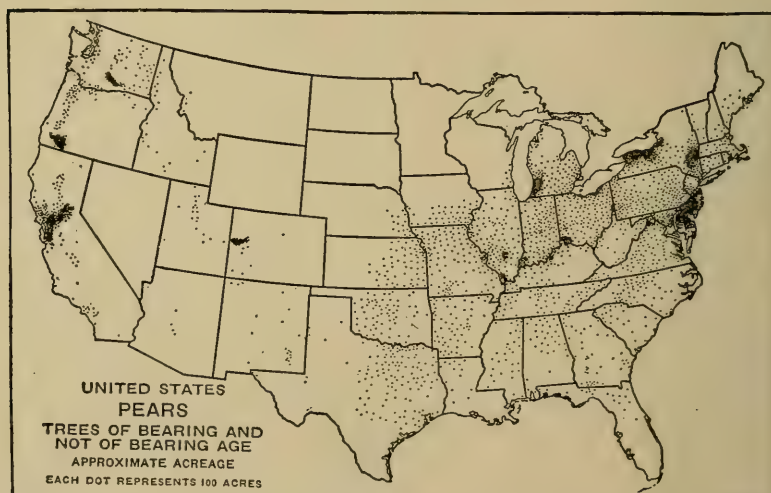 UNITED STATES
PEARS
TREES OF BEARING AND
NOT OF BEARING AGE
APPROXIMATE ACREAGE
EACH DOT REPRESENTS 100 ACRES